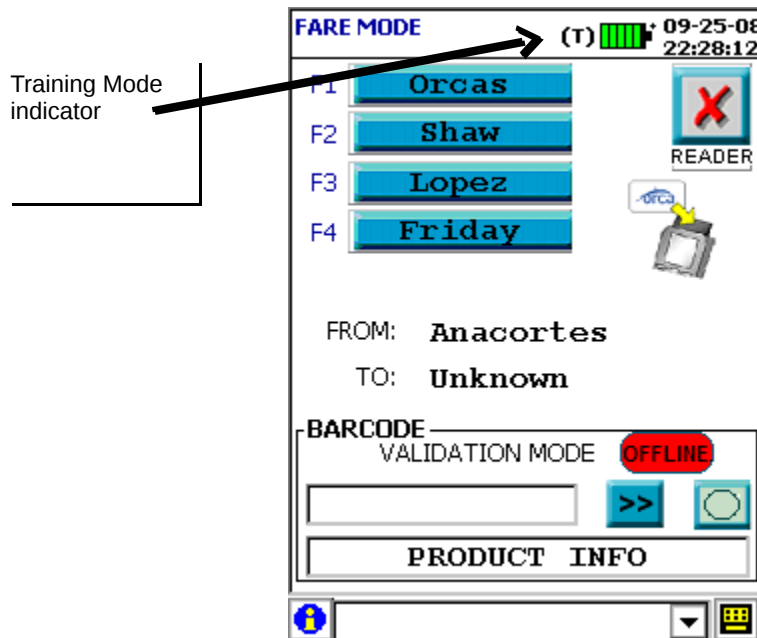 FARE MODE
(T)
09-25-08
22:28:12
Training Mode
indicator
F1 Orcas
F2 Shaw
F3 Lopez
F4 Friday
READER
orca
FROM: Anacortes
TO: Unknown
BARCODE
VALIDATION MODE OFFLINE
>>
PRODUCT INFO